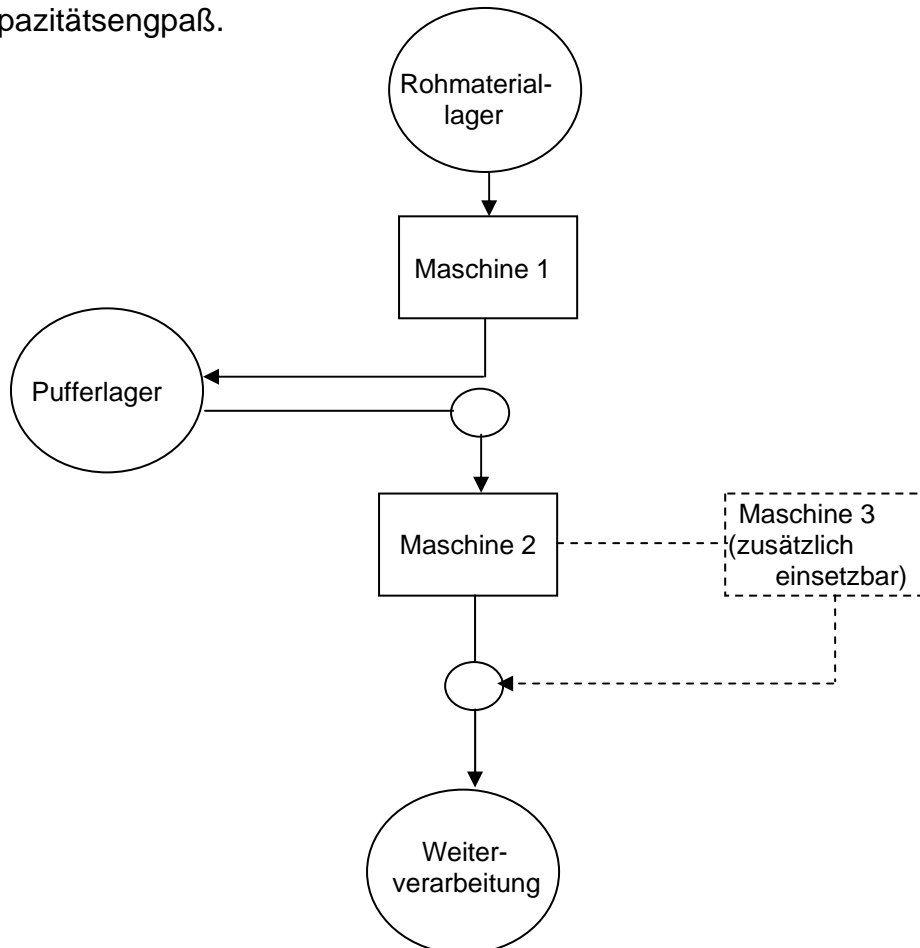 pazitätsengpaß.
Rohmaterial-
lager
Maschine 1
Pufferlager
Maschine 2
Maschine 3
(zusätzlich
einsetzbar)
Weiter-
verarbeitung